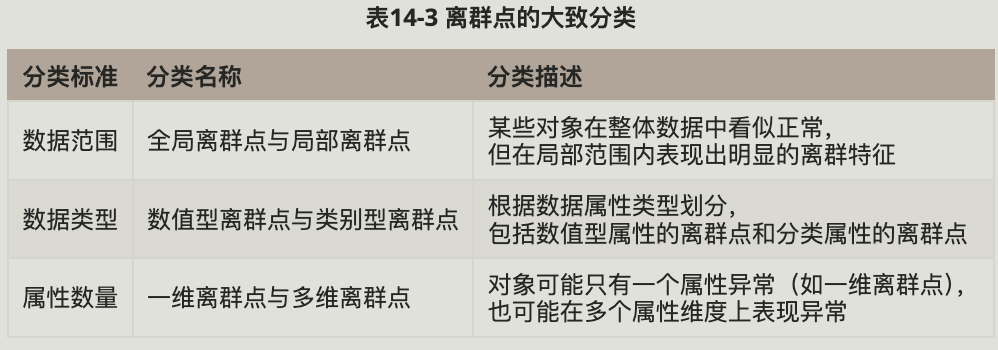 表14-3 离群点的大致分类
分类标准 分类名称 分类描述
数据范围 全局离群点与局部离群点 某些对象在整体数据中看似正常，
但在局部范围内表现出明显的离群特征
数据类型 数值型离群点与类别型离群点 根据数据属性类型划分，
包括数值型属性的离群点和分类属性的离群点
属性数量 一维离群点与多维离群点 对象可能只有一个属性异常（如一维离群点），
也可能在多个属性维度上表现异常